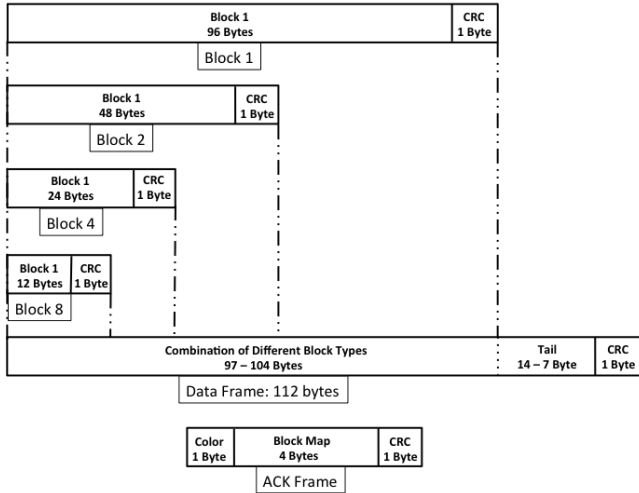 Block 1 CRC
96 Bytes 1 Byte
Block 1
Block 1 CRC
48 Bytes 1 Byte
Block 2
Block 1 CRC
24 Bytes 1 Byte
Block 4
Block 1 CRC
12 Bytes 1 Byte
Block 8
Combination of Different Block Types Tail CRC
97 – 104 Bytes 14 – 7 Byte 1 Byte
Data Frame: 112 bytes
Color Block Map CRC
1 Byte 4 Bytes 1 Byte
ACK Frame